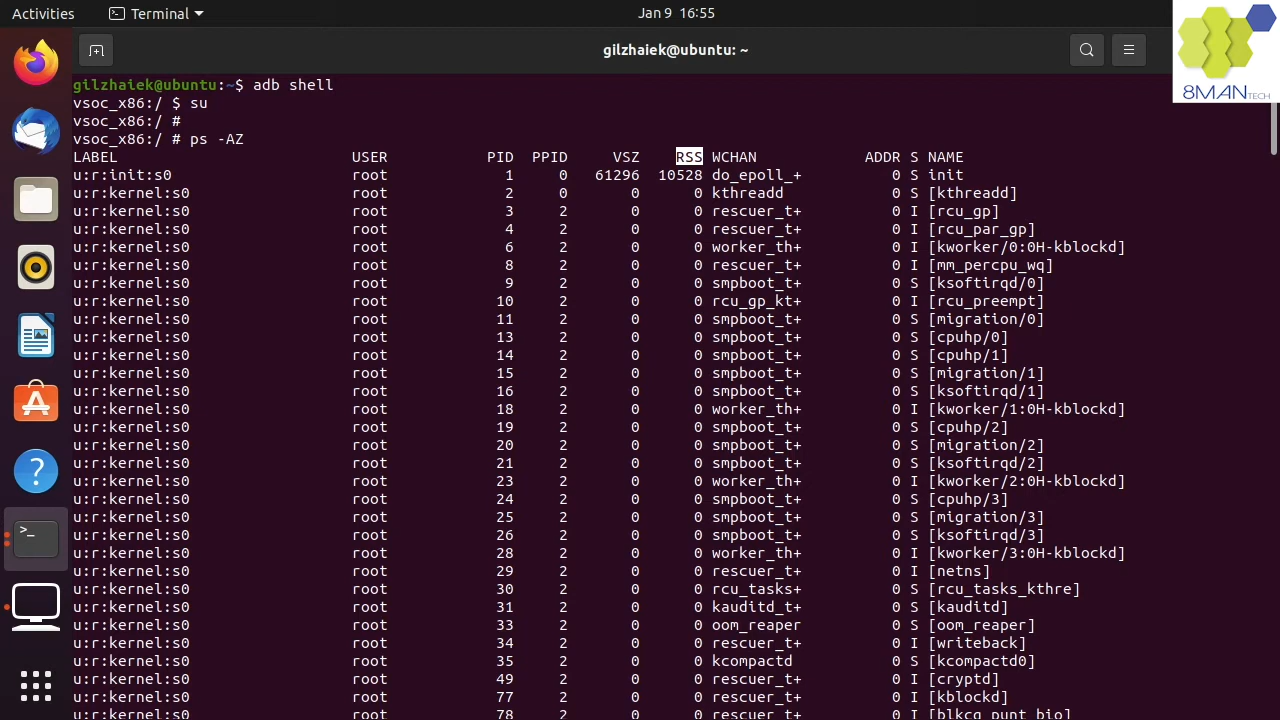 Activities Terminal Jan 9 16:55
gilzhaiek@ubuntu: ~
8MANTECH
gilzhaiek@ubuntu:~$ adb shell
vsoc_x86:/ $ su
vsoc_x86:/ #
vsoc_x86:/ # ps -AZ
LABEL USER PID PPID VSZ RSS WCHAN ADDR S NAME
u:r:init:s0 root 1 0 61296 10528 do_epoll_+ 0 S init
u:r:kernel:s0 root 2 0 0 0 kthreadd 0 S [kthreadd]
u:r:kernel:s0 root 3 2 0 0 rescuer_t+ 0 I [rcu_gp]
u:r:kernel:s0 root 4 2 0 0 rescuer_t+ 0 I [rcu_par_gp]
u:r:kernel:s0 root 6 2 0 0 worker_th+ 0 I [kworker/0:0H-kblockd]
u:r:kernel:s0 root 8 2 0 0 rescuer_t+ 0 I [mm_percpu_wq]
u:r:kernel:s0 root 9 2 0 0 smpboot_t+ 0 S [ksoftirqd/0]
u:r:kernel:s0 root 10 2 0 0 rcu_gp_kt+ 0 I [rcu_preempt]
u:r:kernel:s0 root 11 2 0 0 smpboot_t+ 0 S [migration/0]
u:r:kernel:s0 root 13 2 0 0 smpboot_t+ 0 S [cpuhp/0]
u:r:kernel:s0 root 14 2 0 0 smpboot_t+ 0 S [cpuhp/1]
u:r:kernel:s0 root 15 2 0 0 smpboot_t+ 0 S [migration/1]
u:r:kernel:s0 root 16 2 0 0 smpboot_t+ 0 S [ksoftirqd/1]
u:r:kernel:s0 root 18 2 0 0 worker_th+ 0 I [kworker/1:0H-kblockd]
u:r:kernel:s0 root 19 2 0 0 smpboot_t+ 0 S [cpuhp/2]
u:r:kernel:s0 root 20 2 0 0 smpboot_t+ 0 S [migration/2]
u:r:kernel:s0 root 21 2 0 0 smpboot_t+ 0 S [ksoftirqd/2]
u:r:kernel:s0 root 23 2 0 0 worker_th+ 0 I [kworker/2:0H-kblockd]
u:r:kernel:s0 root 24 2 0 0 smpboot_t+ 0 S [cpuhp/3]
u:r:kernel:s0 root 25 2 0 0 smpboot_t+ 0 S [migration/3]
u:r:kernel:s0 root 26 2 0 0 smpboot_t+ 0 S [ksoftirqd/3]
u:r:kernel:s0 root 28 2 0 0 worker_th+ 0 I [kworker/3:0H-kblockd]
u:r:kernel:s0 root 29 2 0 0 rescuer_t+ 0 I [netns]
u:r:kernel:s0 root 30 2 0 0 rcu_tasks+ 0 S [rcu_tasks_kthre]
u:r:kernel:s0 root 31 2 0 0 kauditd_t+ 0 S [kauditd]
u:r:kernel:s0 root 33 2 0 0 oom_reaper 0 S [oom_reaper]
u:r:kernel:s0 root 34 2 0 0 rescuer_t+ 0 I [writeback]
u:r:kernel:s0 root 35 2 0 0 kcompactd 0 S [kcompactd0]
u:r:kernel:s0 root 49 2 0 0 rescuer_t+ 0 I [cryptd]
u:r:kernel:s0 root 77 2 0 0 rescuer_t+ 0 I [kblockd]
u:r:kernel:s0 root 78 2 0 0 rescuer_t+ 0 I [blkcg_punt_bio]